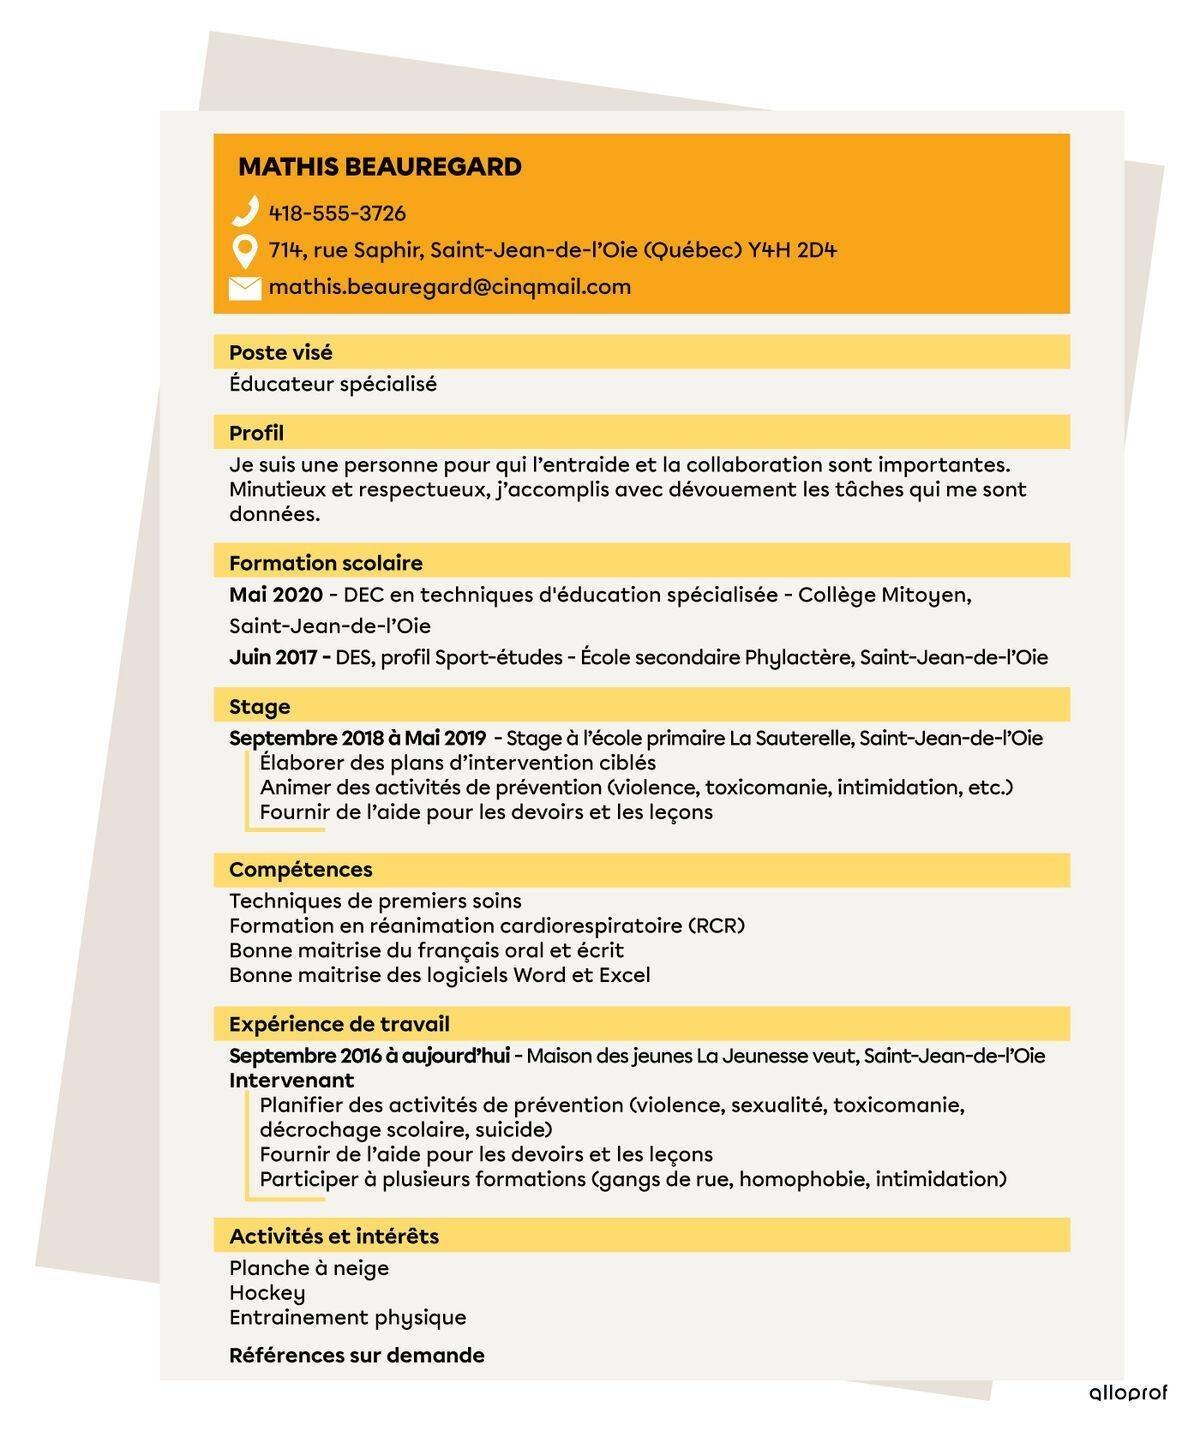 MATHIS BEAUREGARD
418-555-3726
714, rue Saphir, Saint-Jean-de-l’Oie (Québec) Y4H 2D4
mathis.beauregard@cinqmail.com
Poste visé
Éducateur spécialisé
Profil
Je suis une personne pour qui l’entraide et la collaboration sont importantes.
Minutieux et respectueux, j’accomplis avec dévouement les tâches qui me sont
données.
Formation scolaire
Mai 2020 - DEC en techniques d'éducation spécialisée - Collège Mitoyen,
Saint-Jean-de-l’Oie
Juin 2017 - DES, profil Sport-études - École secondaire Phylactère, Saint-Jean-de-l’Oie
Stage
Septembre 2018 à Mai 2019 - Stage à l’école primaire La Sauterelle, Saint-Jean-de-l’Oie
Élaborer des plans d’intervention ciblés
Animer des activités de prévention (violence, toxicomanie, intimidation, etc.)
Fournir de l’aide pour les devoirs et les leçons
Compétences
Techniques de premiers soins
Formation en réanimation cardiorespiratoire (RCR)
Bonne maitrise du français oral et écrit
Bonne maitrise des logiciels Word et Excel
Expérience de travail
Septembre 2016 à aujourd’hui - Maison des jeunes La Jeunesse veut, Saint-Jean-de-l’Oie
Intervenant
Planifier des activités de prévention (violence, sexualité, toxicomanie,
décrochage scolaire, suicide)
Fournir de l’aide pour les devoirs et les leçons
Participer à plusieurs formations (gangs de rue, homophobie, intimidation)
Activités et intérêts
Planche à neige
Hockey
Entrainement physique
Références sur demande
alloprof